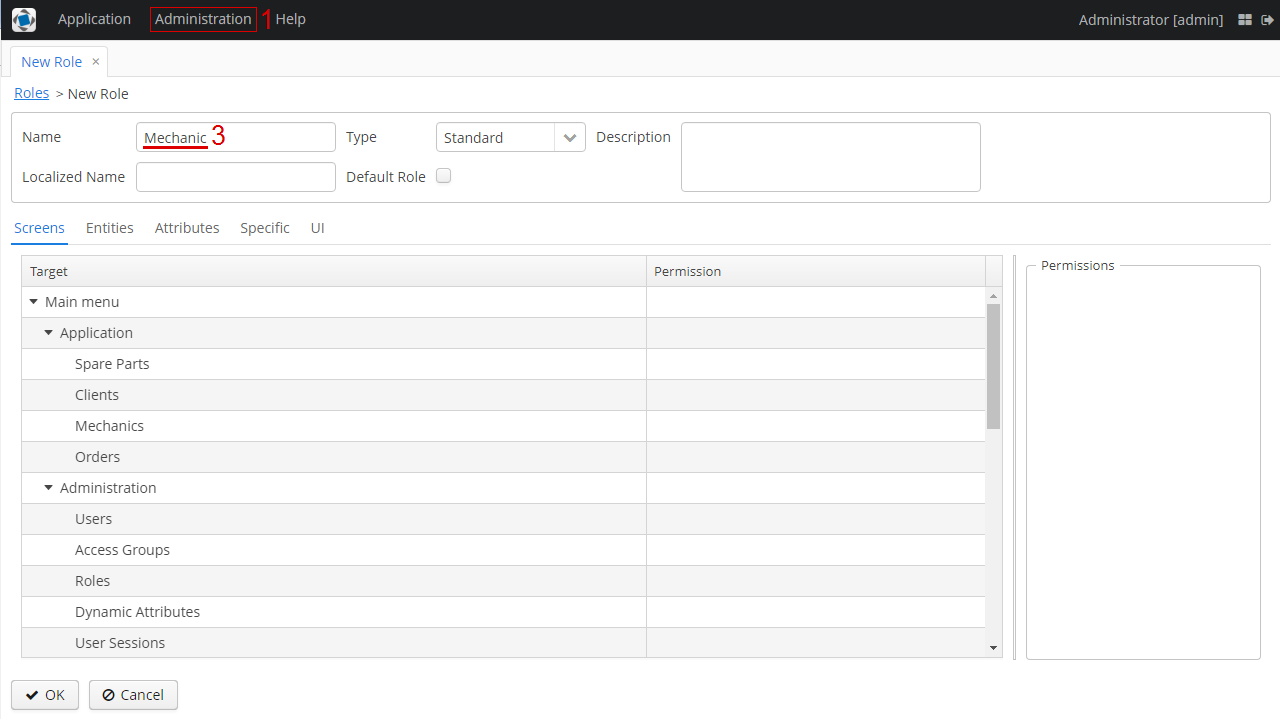 Application Administration 1 Help Administrator [admin]
New Role ×
Roles > New Role
Name Mechanic 3 Type Standard Description
Localized Name Default Role
Screens Entities Attributes Specific UI
Target Permission Permissions
Main menu
Application
Spare Parts
Clients
Mechanics
Orders
Administration
Users
Access Groups
Roles
Dynamic Attributes
User Sessions
OK Cancel